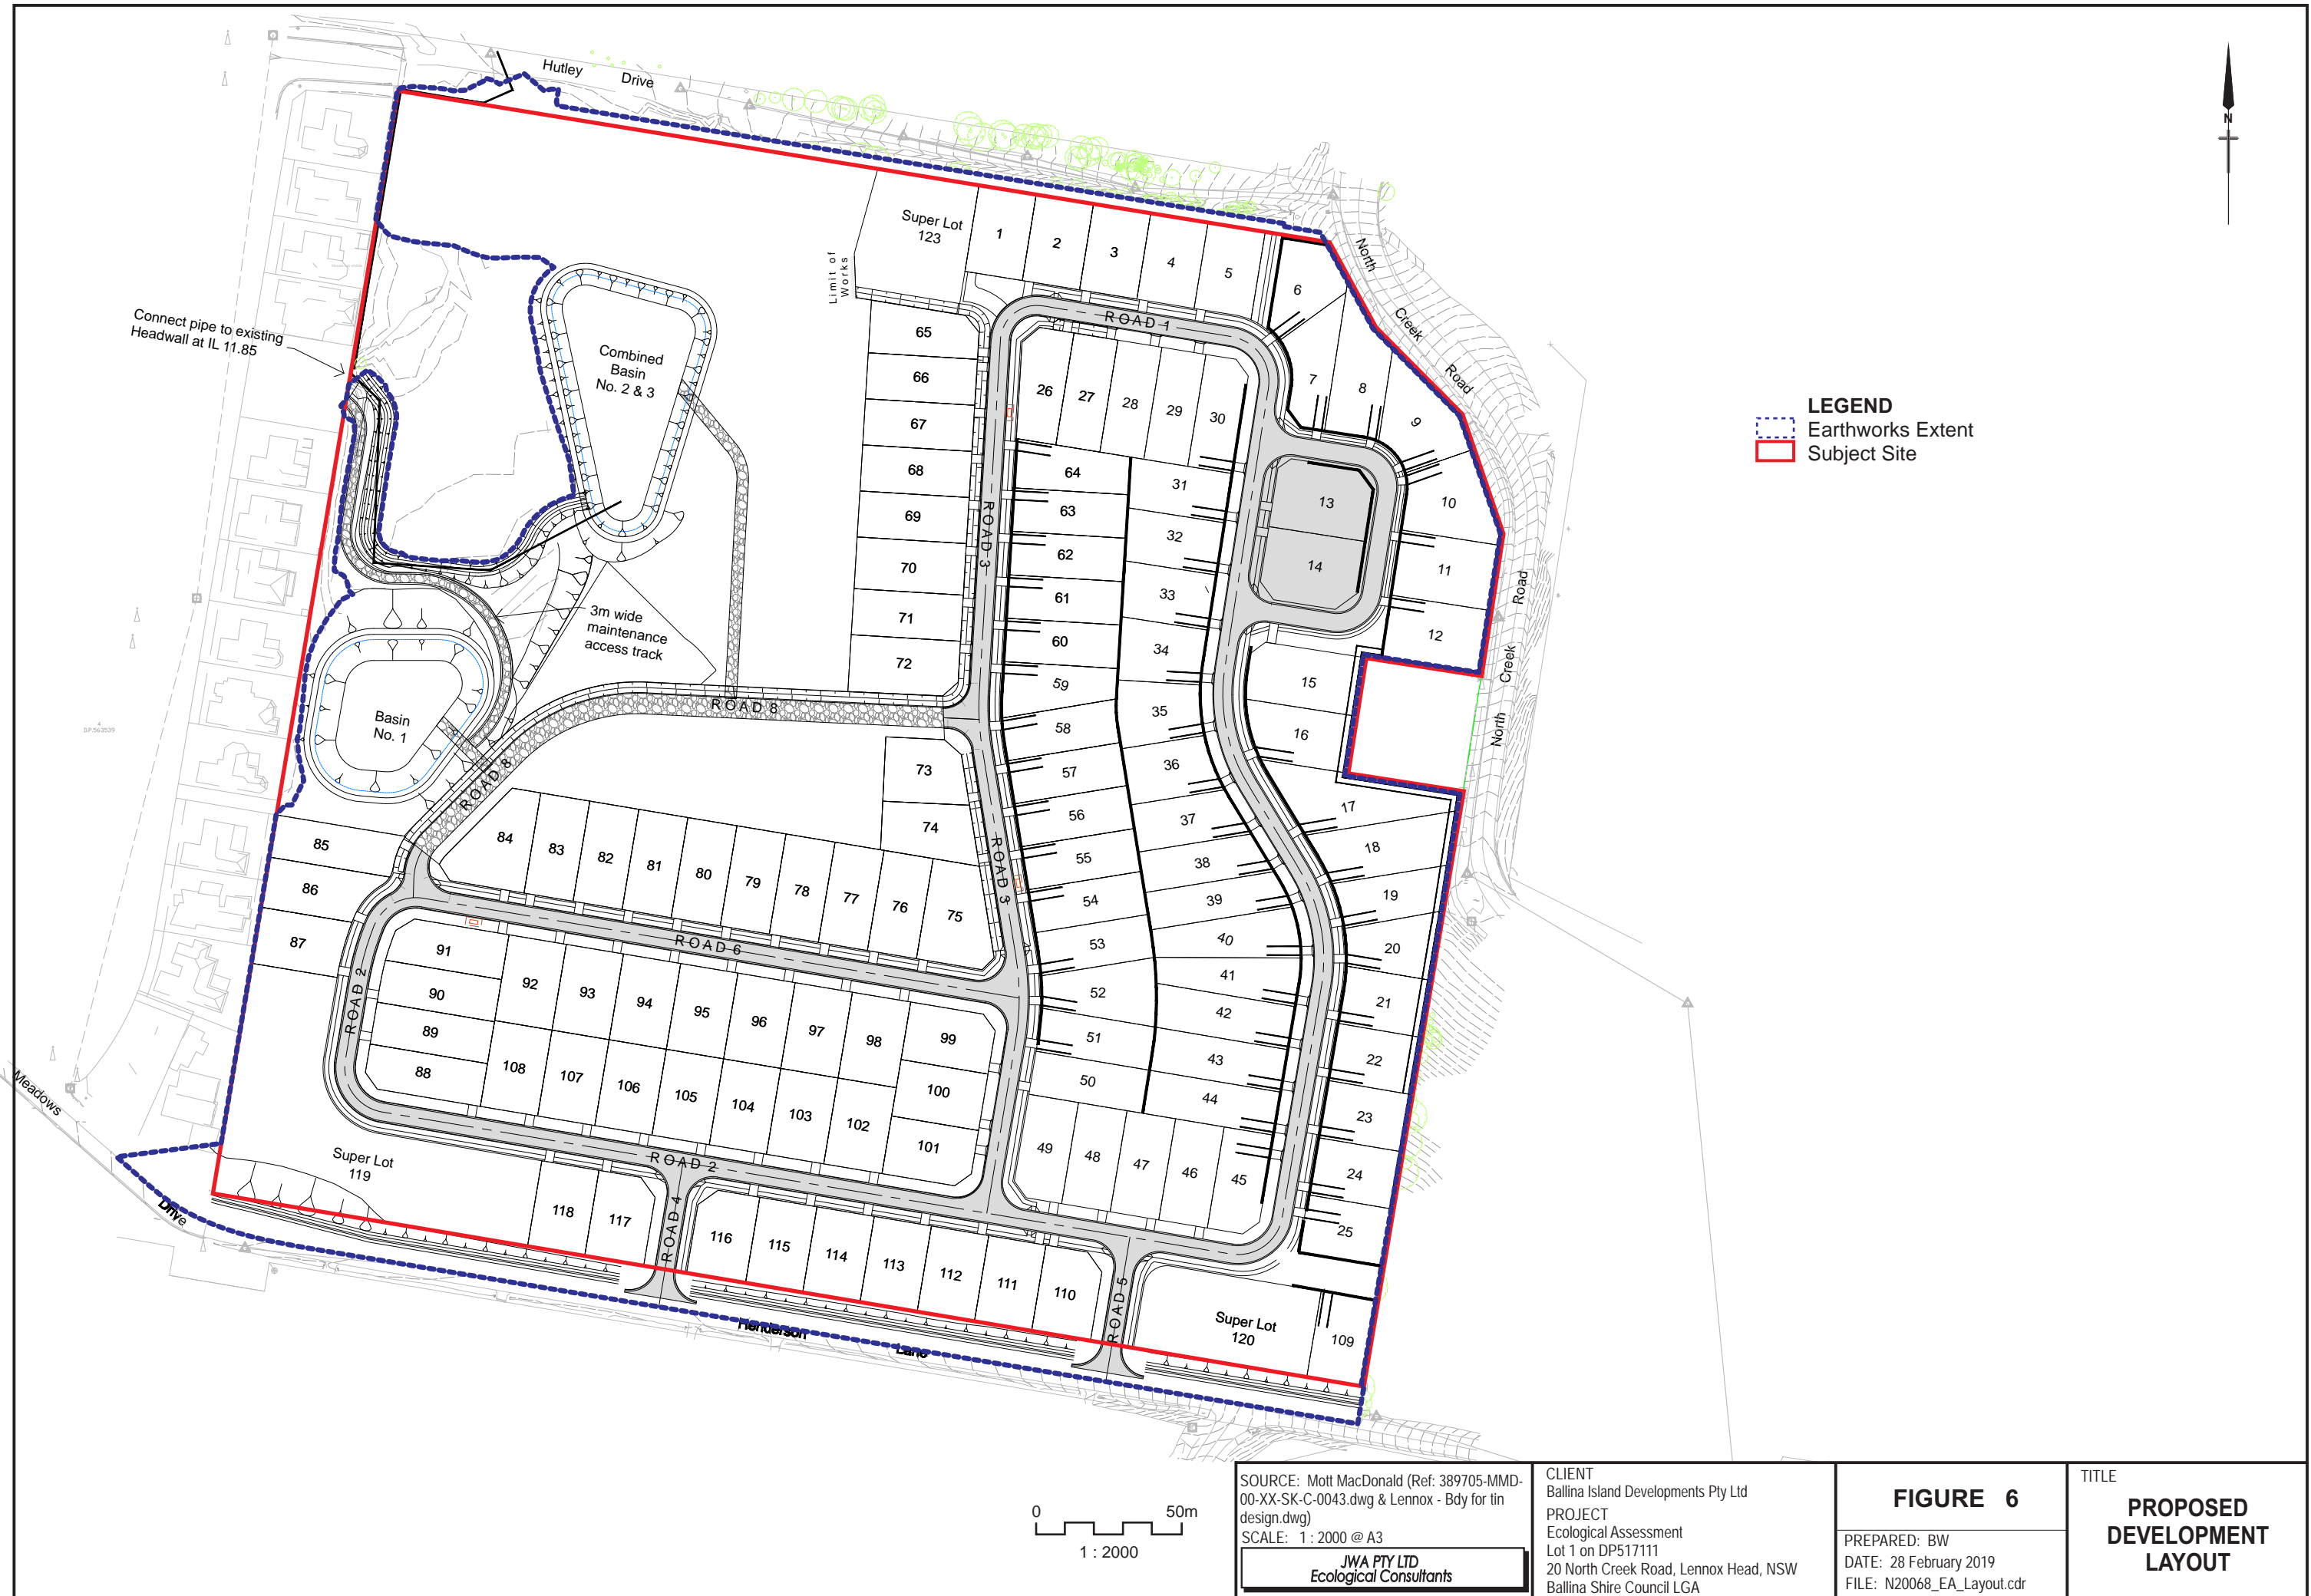 Hutley
Drive
N
North
Creek
Road
Super Lot
123
1
2
3
4
5
6
7
8
9
10
11
12
13
14
15
16
17
18
19
20
21
22
23
24
25
Limit of
Works
ROAD 1
Connect pipe to existing
Headwall at IL 11.85
Combined
Basin
No. 2 & 3
LEGEND
Earthworks Extent
Subject Site
65
66
67
68
69
70
71
72
ROAD 3
26
27
28
29
30
64
63
62
61
60
59
58
57
56
55
54
53
52
51
50
31
32
33
34
35
36
37
38
39
40
41
42
43
44
Road
Creek
North
3m wide
maintenance
access track
Basin
No. 1
4
DP.563539
ROAD 8
ROAD 8
73
74
ROAD 3
84
83
82
81
80
79
78
77
76
75
85
86
87
ROAD 6
ROAD 2
91
90
89
88
92
93
94
95
96
97
98
99
100
101
108
107
106
105
104
103
102
49
48
47
46
45
Meadows
Drive
Super Lot
119
ROAD 2
118
117
ROAD 4
116
115
114
113
112
111
110
ROAD 5
Super Lot
120
109
Henderson
Lane
0 50m
1 : 2000
SOURCE: Mott MacDonald (Ref: 389705-MMD-
00-XX-SK-C-0043.dwg & Lennox - Bdy for tin
design.dwg)
SCALE: 1 : 2000 @ A3
JWA PTY LTD
Ecological Consultants
CLIENT
Ballina Island Developments Pty Ltd
PROJECT
Ecological Assessment
Lot 1 on DP517111
20 North Creek Road, Lennox Head, NSW
Ballina Shire Council LGA
FIGURE 6
PREPARED: BW
DATE: 28 February 2019
FILE: N20068_EA_Layout.cdr
TITLE
PROPOSED
DEVELOPMENT
LAYOUT